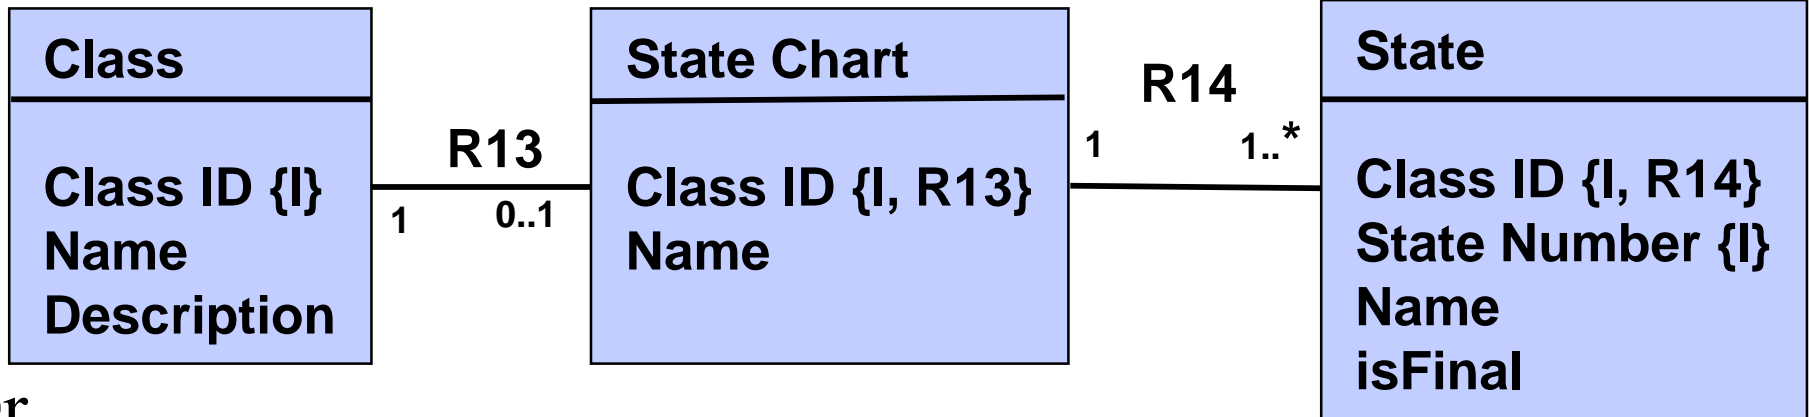 Class
Class ID {I}
Name
Description
R13
1
0..1
State Chart
Class ID {I, R13}
Name
R14
1
1..*
State
Class ID {I, R14}
State Number {I}
Name
isFinal